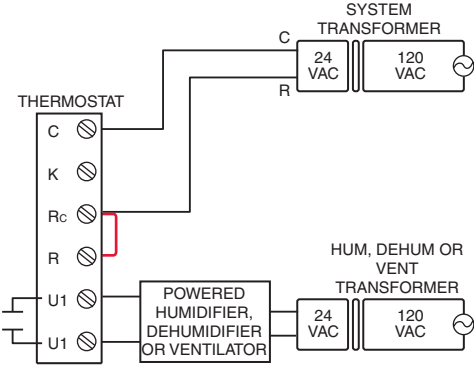 SYSTEM
TRANSFORMER
C
24
VAC
120
VAC
R
THERMOSTAT
C
K
Rc
R
U1
U1
POWERED
HUMIDIFIER,
DEHUMIDIFIER
OR VENTILATOR
HUM, DEHUM OR
VENT
TRANSFORMER
24
VAC
120
VAC